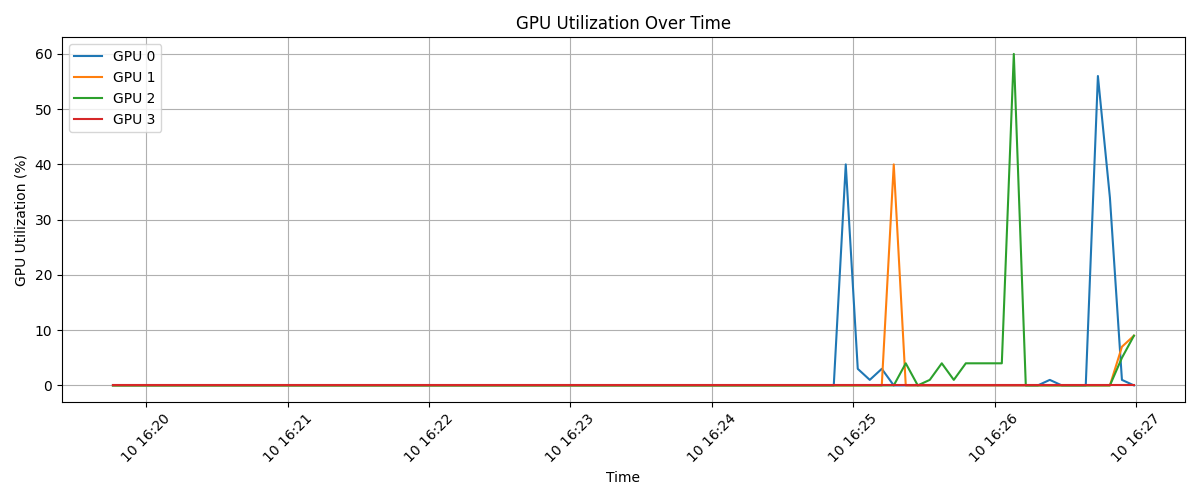 GPU Utilization Over Time
GPU 0
GPU 1
GPU 2
GPU 3
GPU Utilization (%)
60
50
40
30
20
10
0
10 16:20
10 16:21
10 16:22
10 16:23
10 16:24
10 16:25
10 16:26
10 16:27
Time